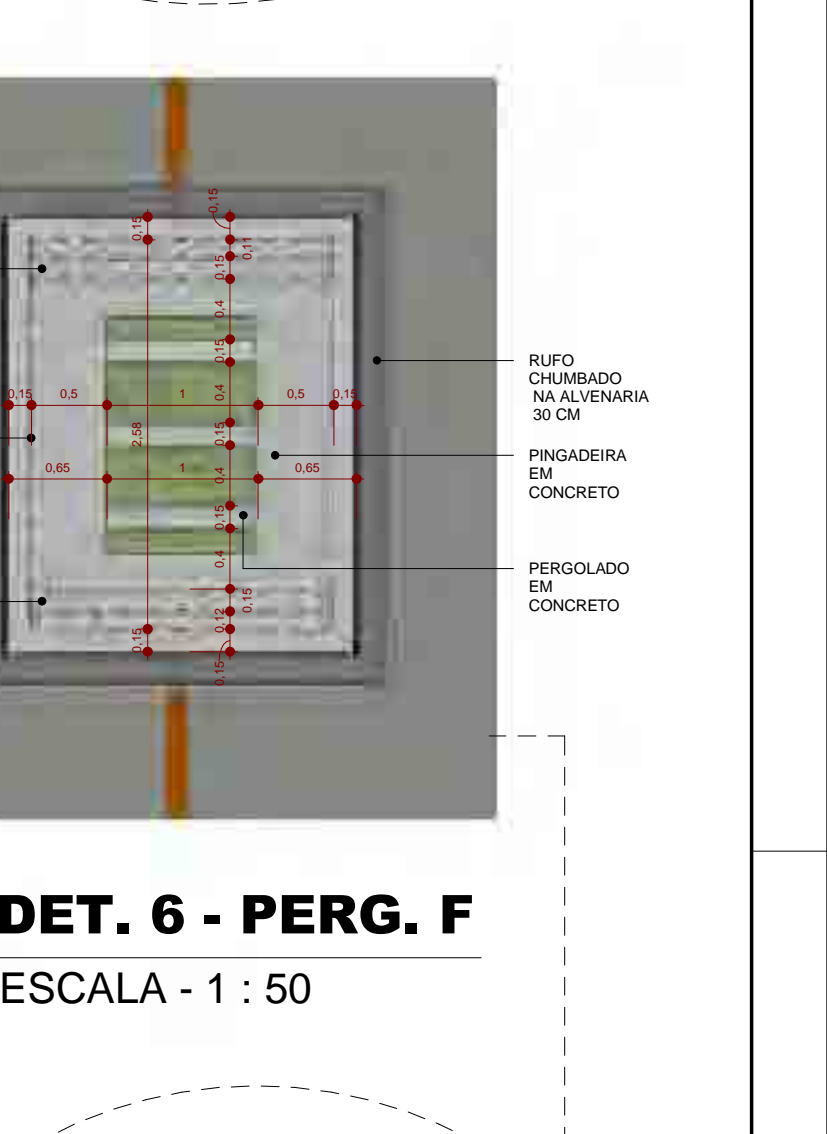 0,15
0,15
0,11
0,15
0,4
0,15
0,15
0,5
1
0,4
0,5
0,15
2,58
0,15
0,65
1
0,4
0,65
0,15
0,4
0,15
0,12
0,15
0,15
RUFO
CHUMBADO
NA ALVENARIA
30 CM
PINGADEIRA
EM
CONCRETO
PERGOLADO
EM
CONCRETO
DET. 6 - PERG. F
ESCALA - 1 : 50